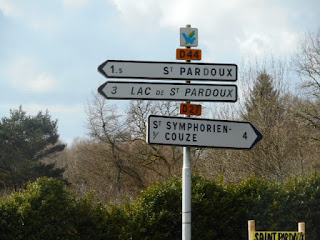 D44
1.5 ST PARDOUX
3 LAC DE ST PARDOUX
D27
ST SYMPHORIEN-
S/ COUZE 4
SAINT PARDOUX